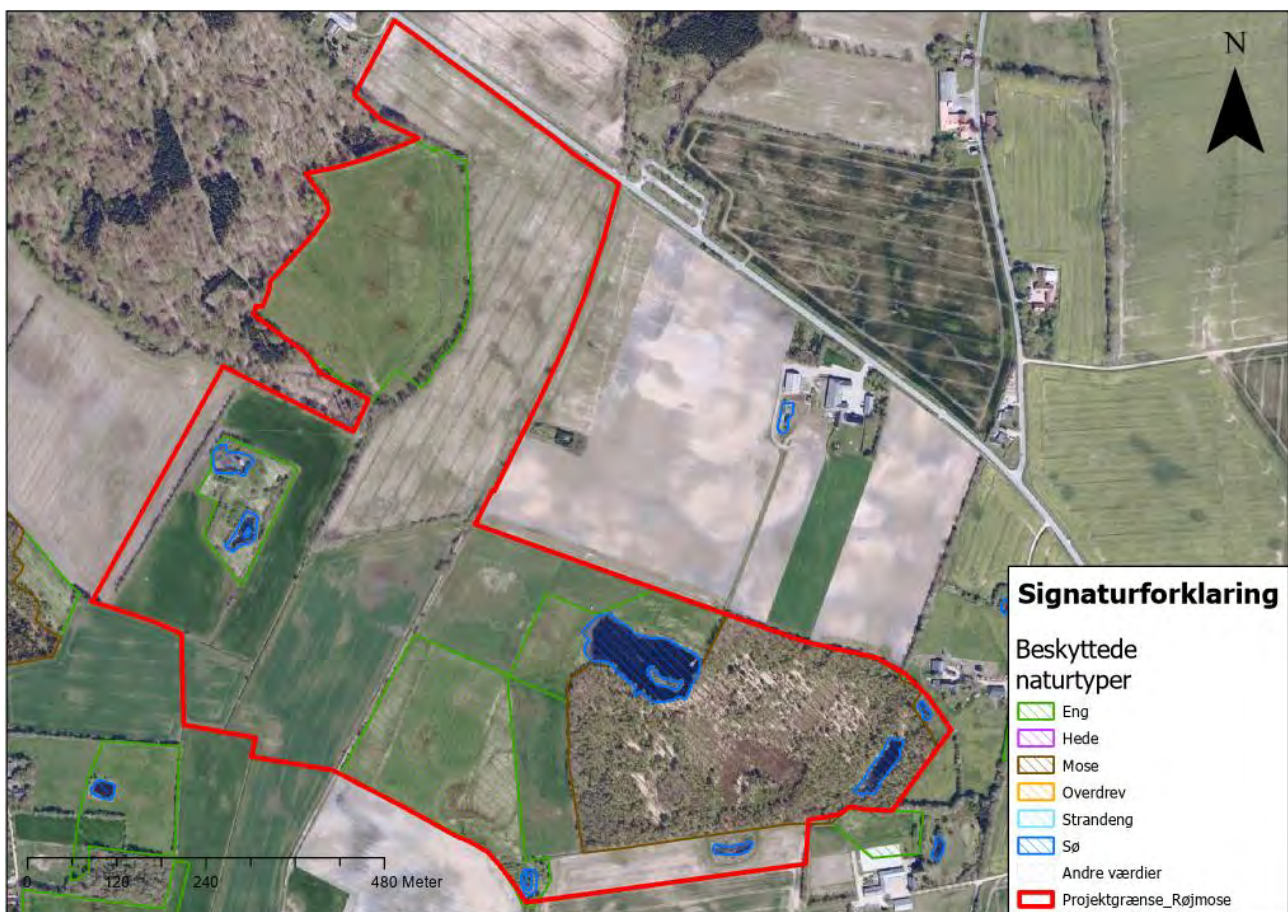 N
Signaturforklaring
Beskyttede
naturtyper
Eng
Hede
Mose
Overdrev
Strandeng
Sø
Andre værdier
Projektgrænse_Røjmose
0 120 240 480 Meter